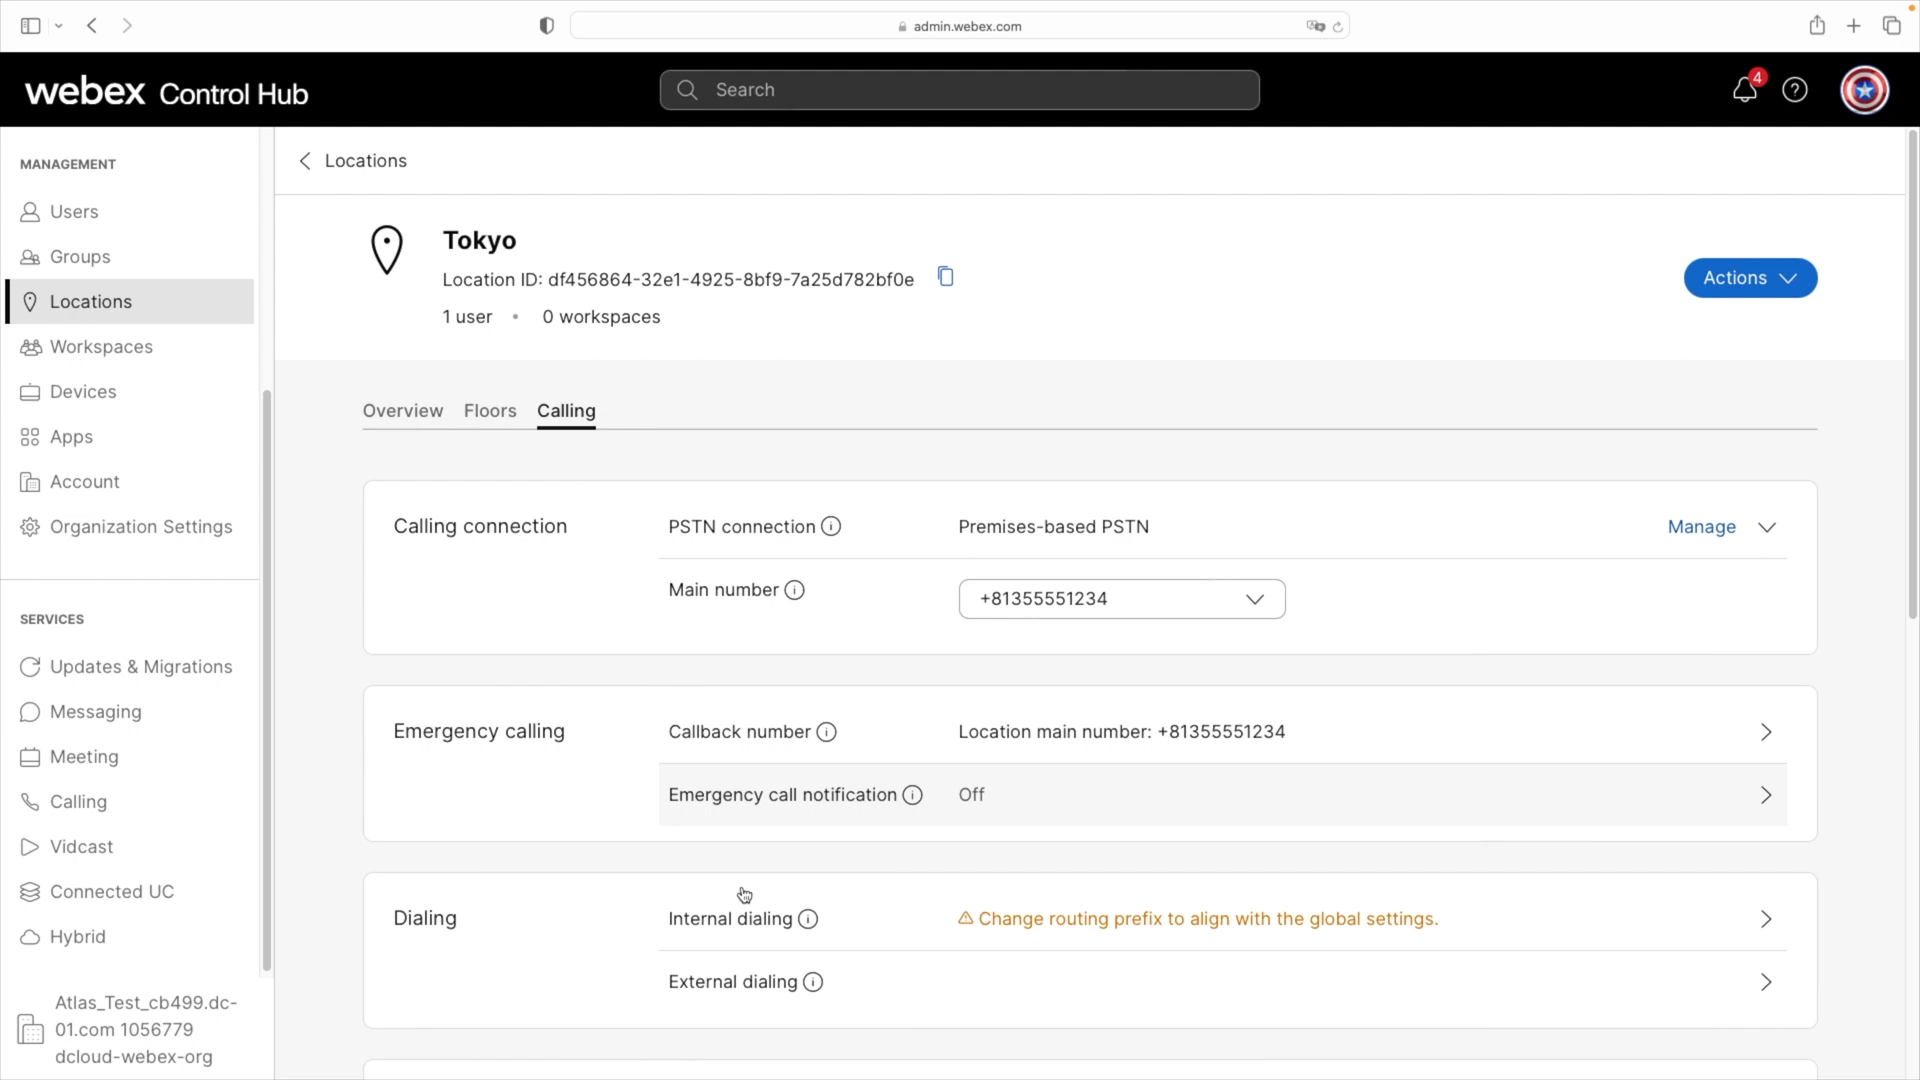 admin.webex.com
webex Control Hub
Search
4
MANAGEMENT
Users
Groups
Locations
Workspaces
Devices
Apps
Account
Organization Settings
SERVICES
Updates & Migrations
Messaging
Meeting
Calling
Vidcast
Connected UC
Hybrid
Atlas_Test_cb499.dc-
01.com 1056779
dcloud-webex-org
Locations
Tokyo
Location ID: df456864-32e1-4925-8bf9-7a25d782bf0e
1 user • 0 workspaces
Actions
Overview Floors Calling
Calling connection PSTN connection Premises-based PSTN Manage
Main number +81355551234
Emergency calling Callback number Location main number: +81355551234
Emergency call notification Off
Dialing Internal dialing Change routing prefix to align with the global settings.
External dialing